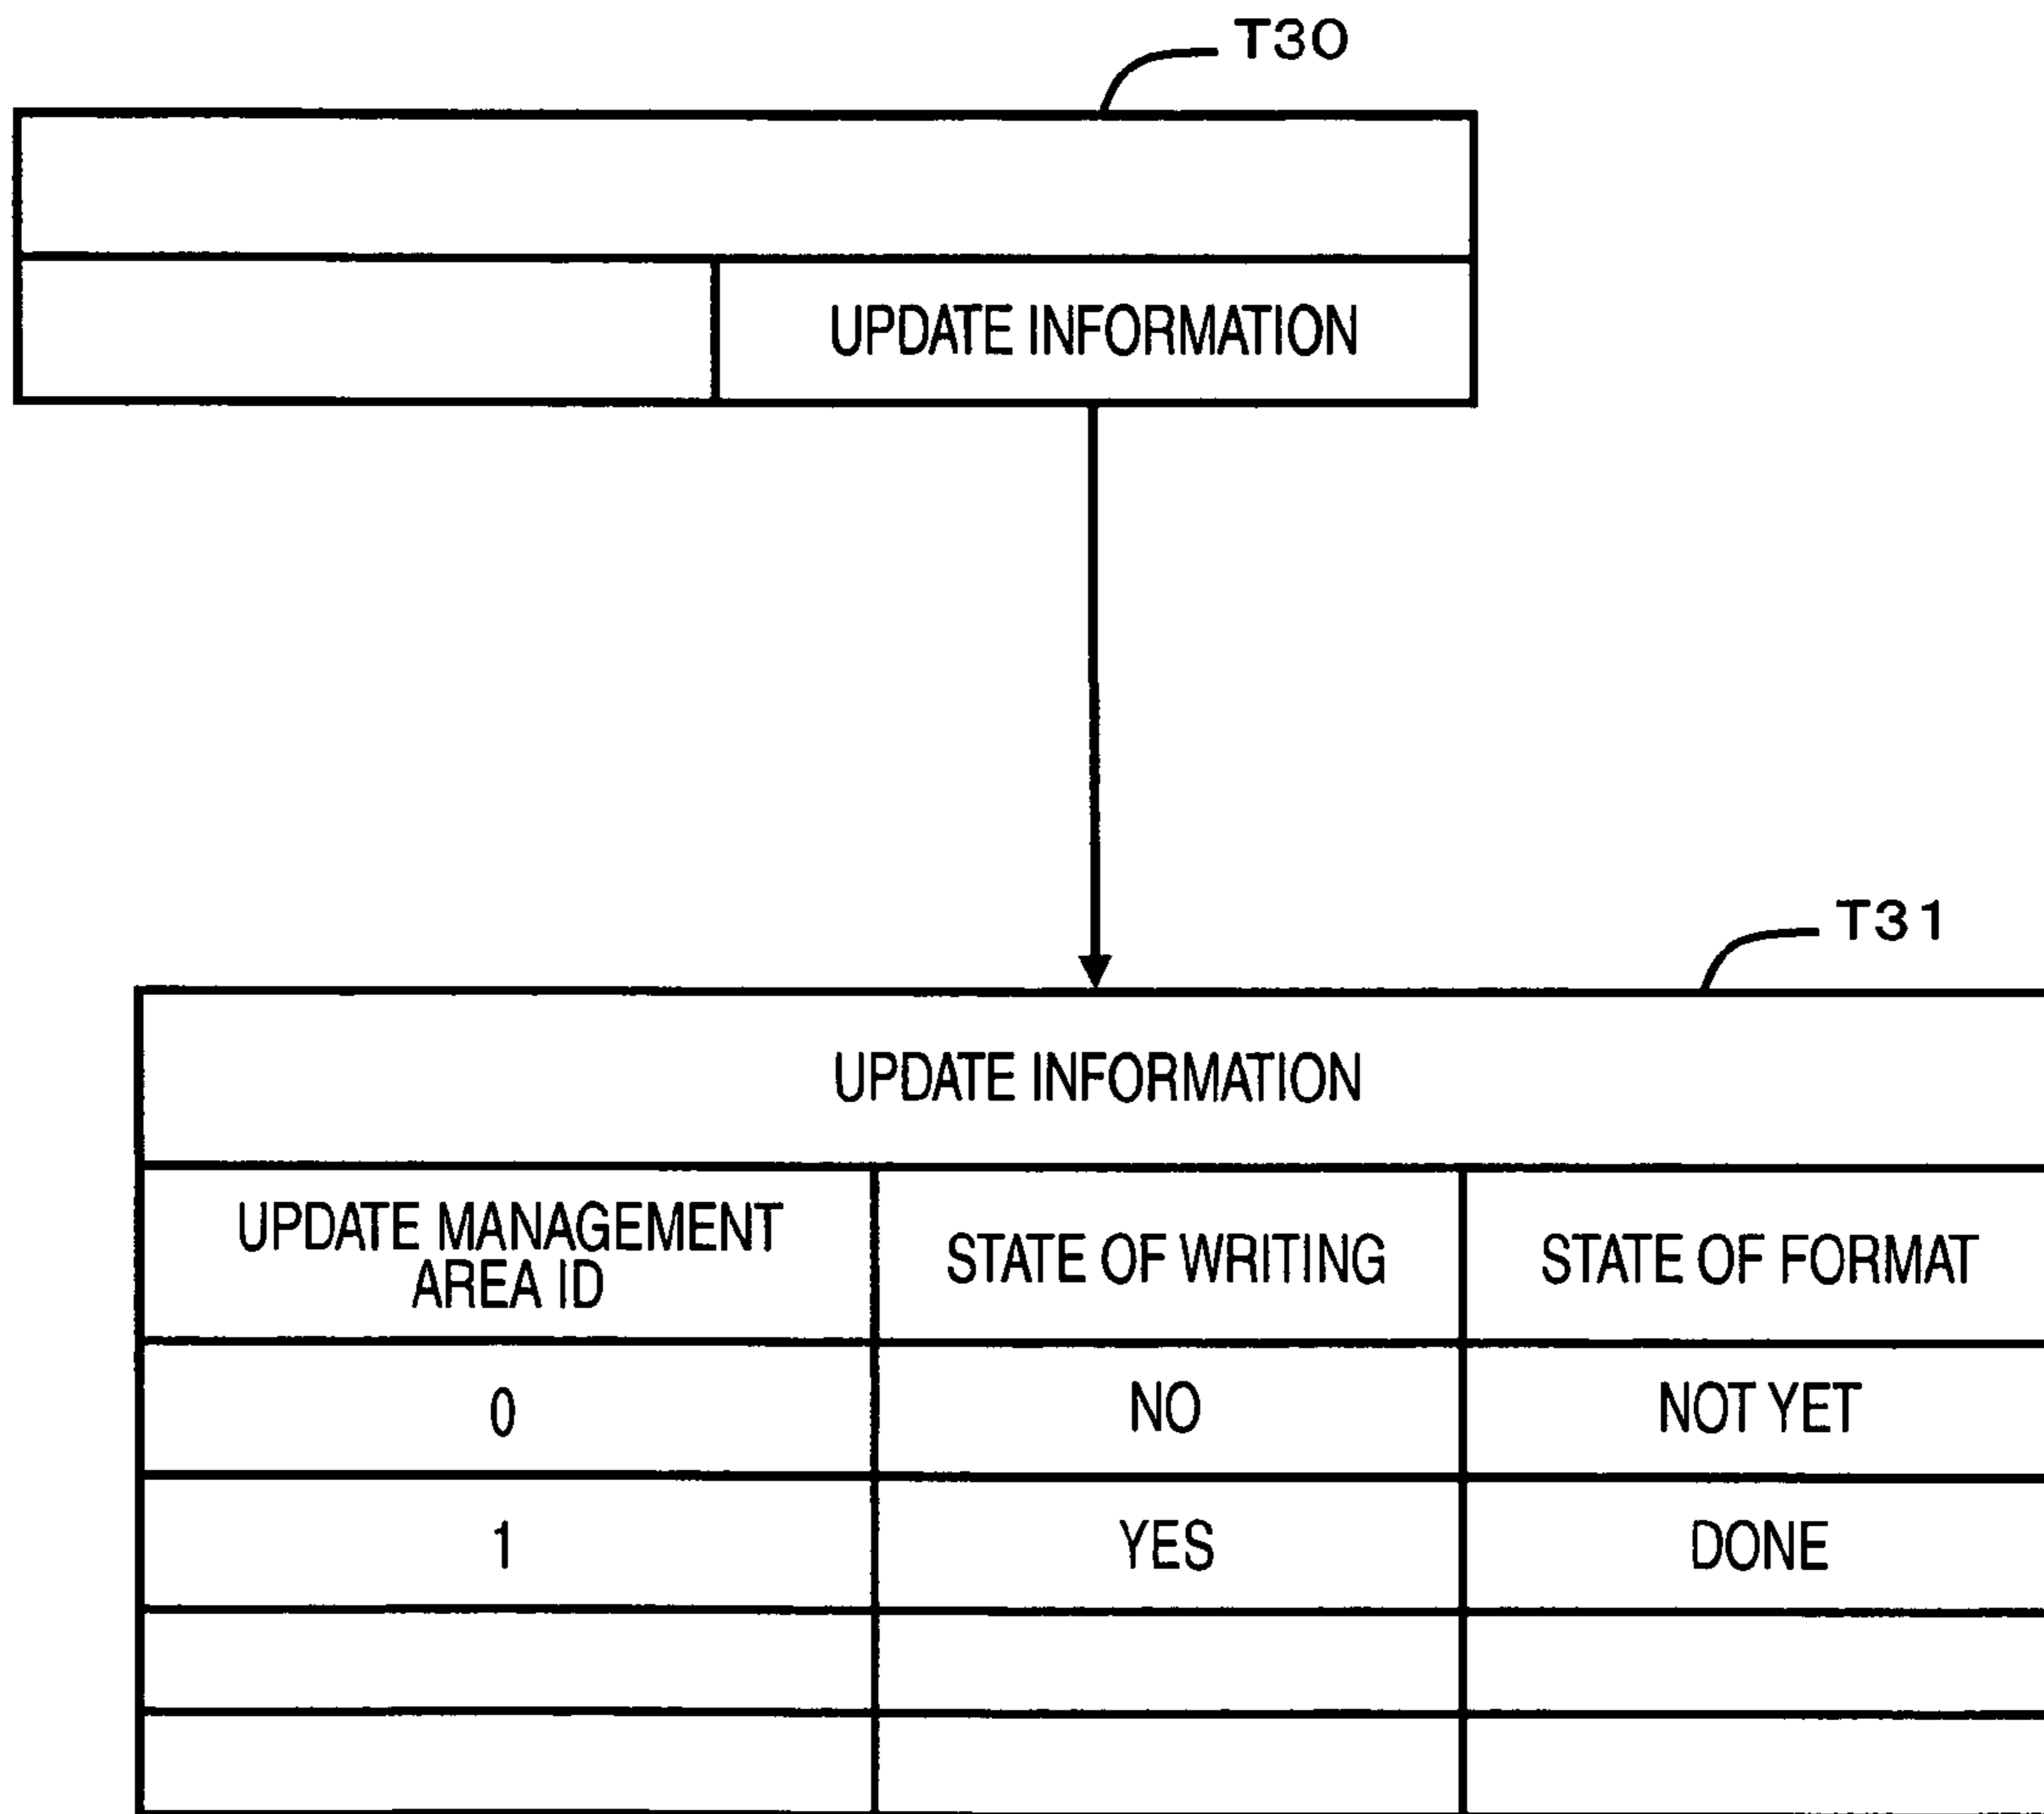 T30
UPDATE INFORMATION
T31
UPDATE INFORMATION
UPDATE MANAGEMENT
AREA ID
STATE OF WRITING
STATE OF FORMAT
0
NO
NOT YET
1
YES
DONE